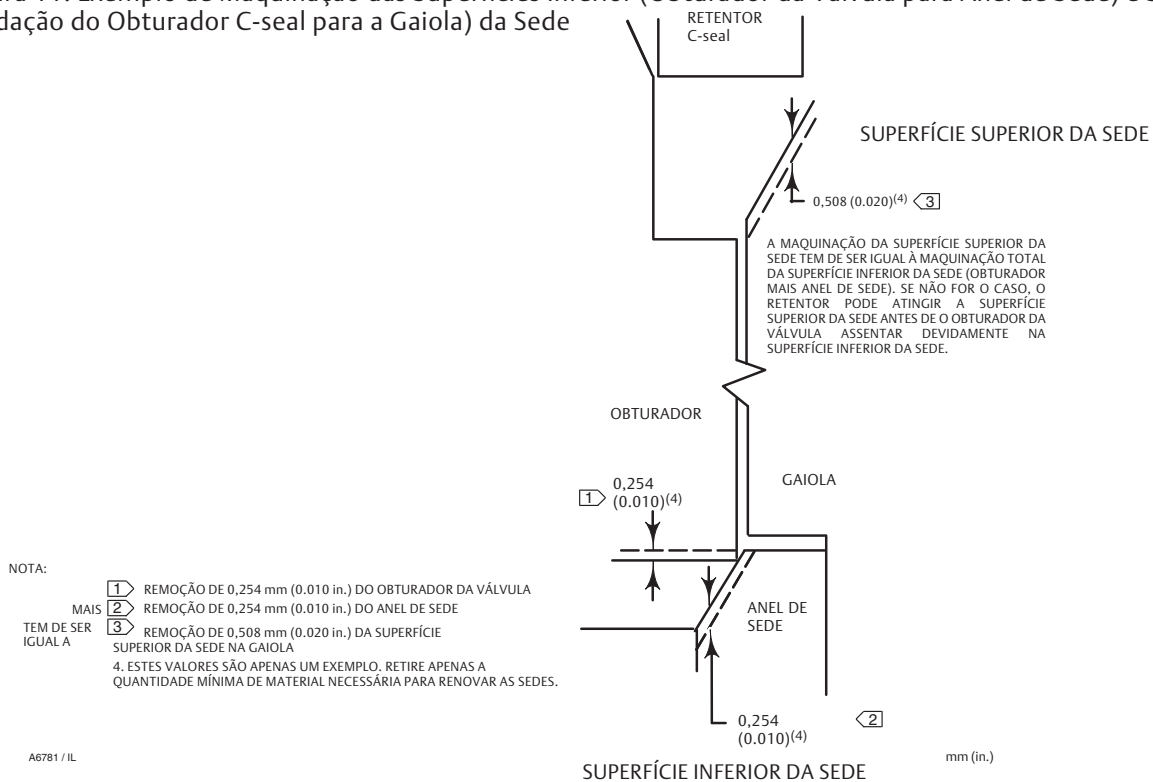 dação do Obturador C-seal para a Gaiola) da Sede
RETENTOR
C-seal
SUPERFÍCIE SUPERIOR DA SEDE
0,508 (0.020)(4) 3
A MAQUINAÇÃO DA SUPERFÍCIE SUPERIOR DA
SEDE TEM DE SER IGUAL À MAQUINAÇÃO TOTAL
DA SUPERFÍCIE INFERIOR DA SEDE (OBTURADOR
MAIS ANEL DE SEDE). SE NÃO FOR O CASO, O
RETENTOR PODE ATINGIR A SUPERFÍCIE
SUPERIOR DA SEDE ANTES DE O OBTURADOR DA
VÁLVULA ASSENTAR DEVIDAMENTE NA
SUPERFÍCIE INFERIOR DA SEDE.
OBTURADOR
GAIOLA
1 0,254
(0.010)(4)
NOTA:
1 REMOÇÃO DE 0,254 mm (0.010 in.) DO OBTURADOR DA VÁLVULA
MAIS 2 REMOÇÃO DE 0,254 mm (0.010 in.) DO ANEL DE SEDE
TEM DE SER
IGUAL A
3 REMOÇÃO DE 0,508 mm (0.020 in.) DA SUPERFÍCIE
SUPERIOR DA SEDE NA GAIOLA
4. ESTES VALORES SÃO APENAS UM EXEMPLO. RETIRE APENAS A
QUANTIDADE MÍNIMA DE MATERIAL NECESSÁRIA PARA RENOVAR AS SEDES.
ANEL DE
SEDE
0,254
(0.010)(4)
2
A6781 / IL
mm (in.)
SUPERFÍCIE INFERIOR DA SEDE